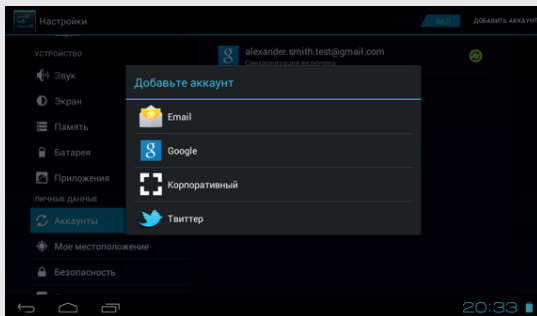 Настройки
ВКЛ
ДОБАВИТЬ АККАУНТ
УСТРОЙСТВО
Звук
Экран
Память
Батарея
Приложения
ЛИЧНЫЕ ДАННЫЕ
Аккаунты
Мое местоположение
Безопасность
alexander.smith.test@gmail.com
Синхронизация включена
Добавьте аккаунт
Email
Google
Корпоративный
Твиттер
20:33